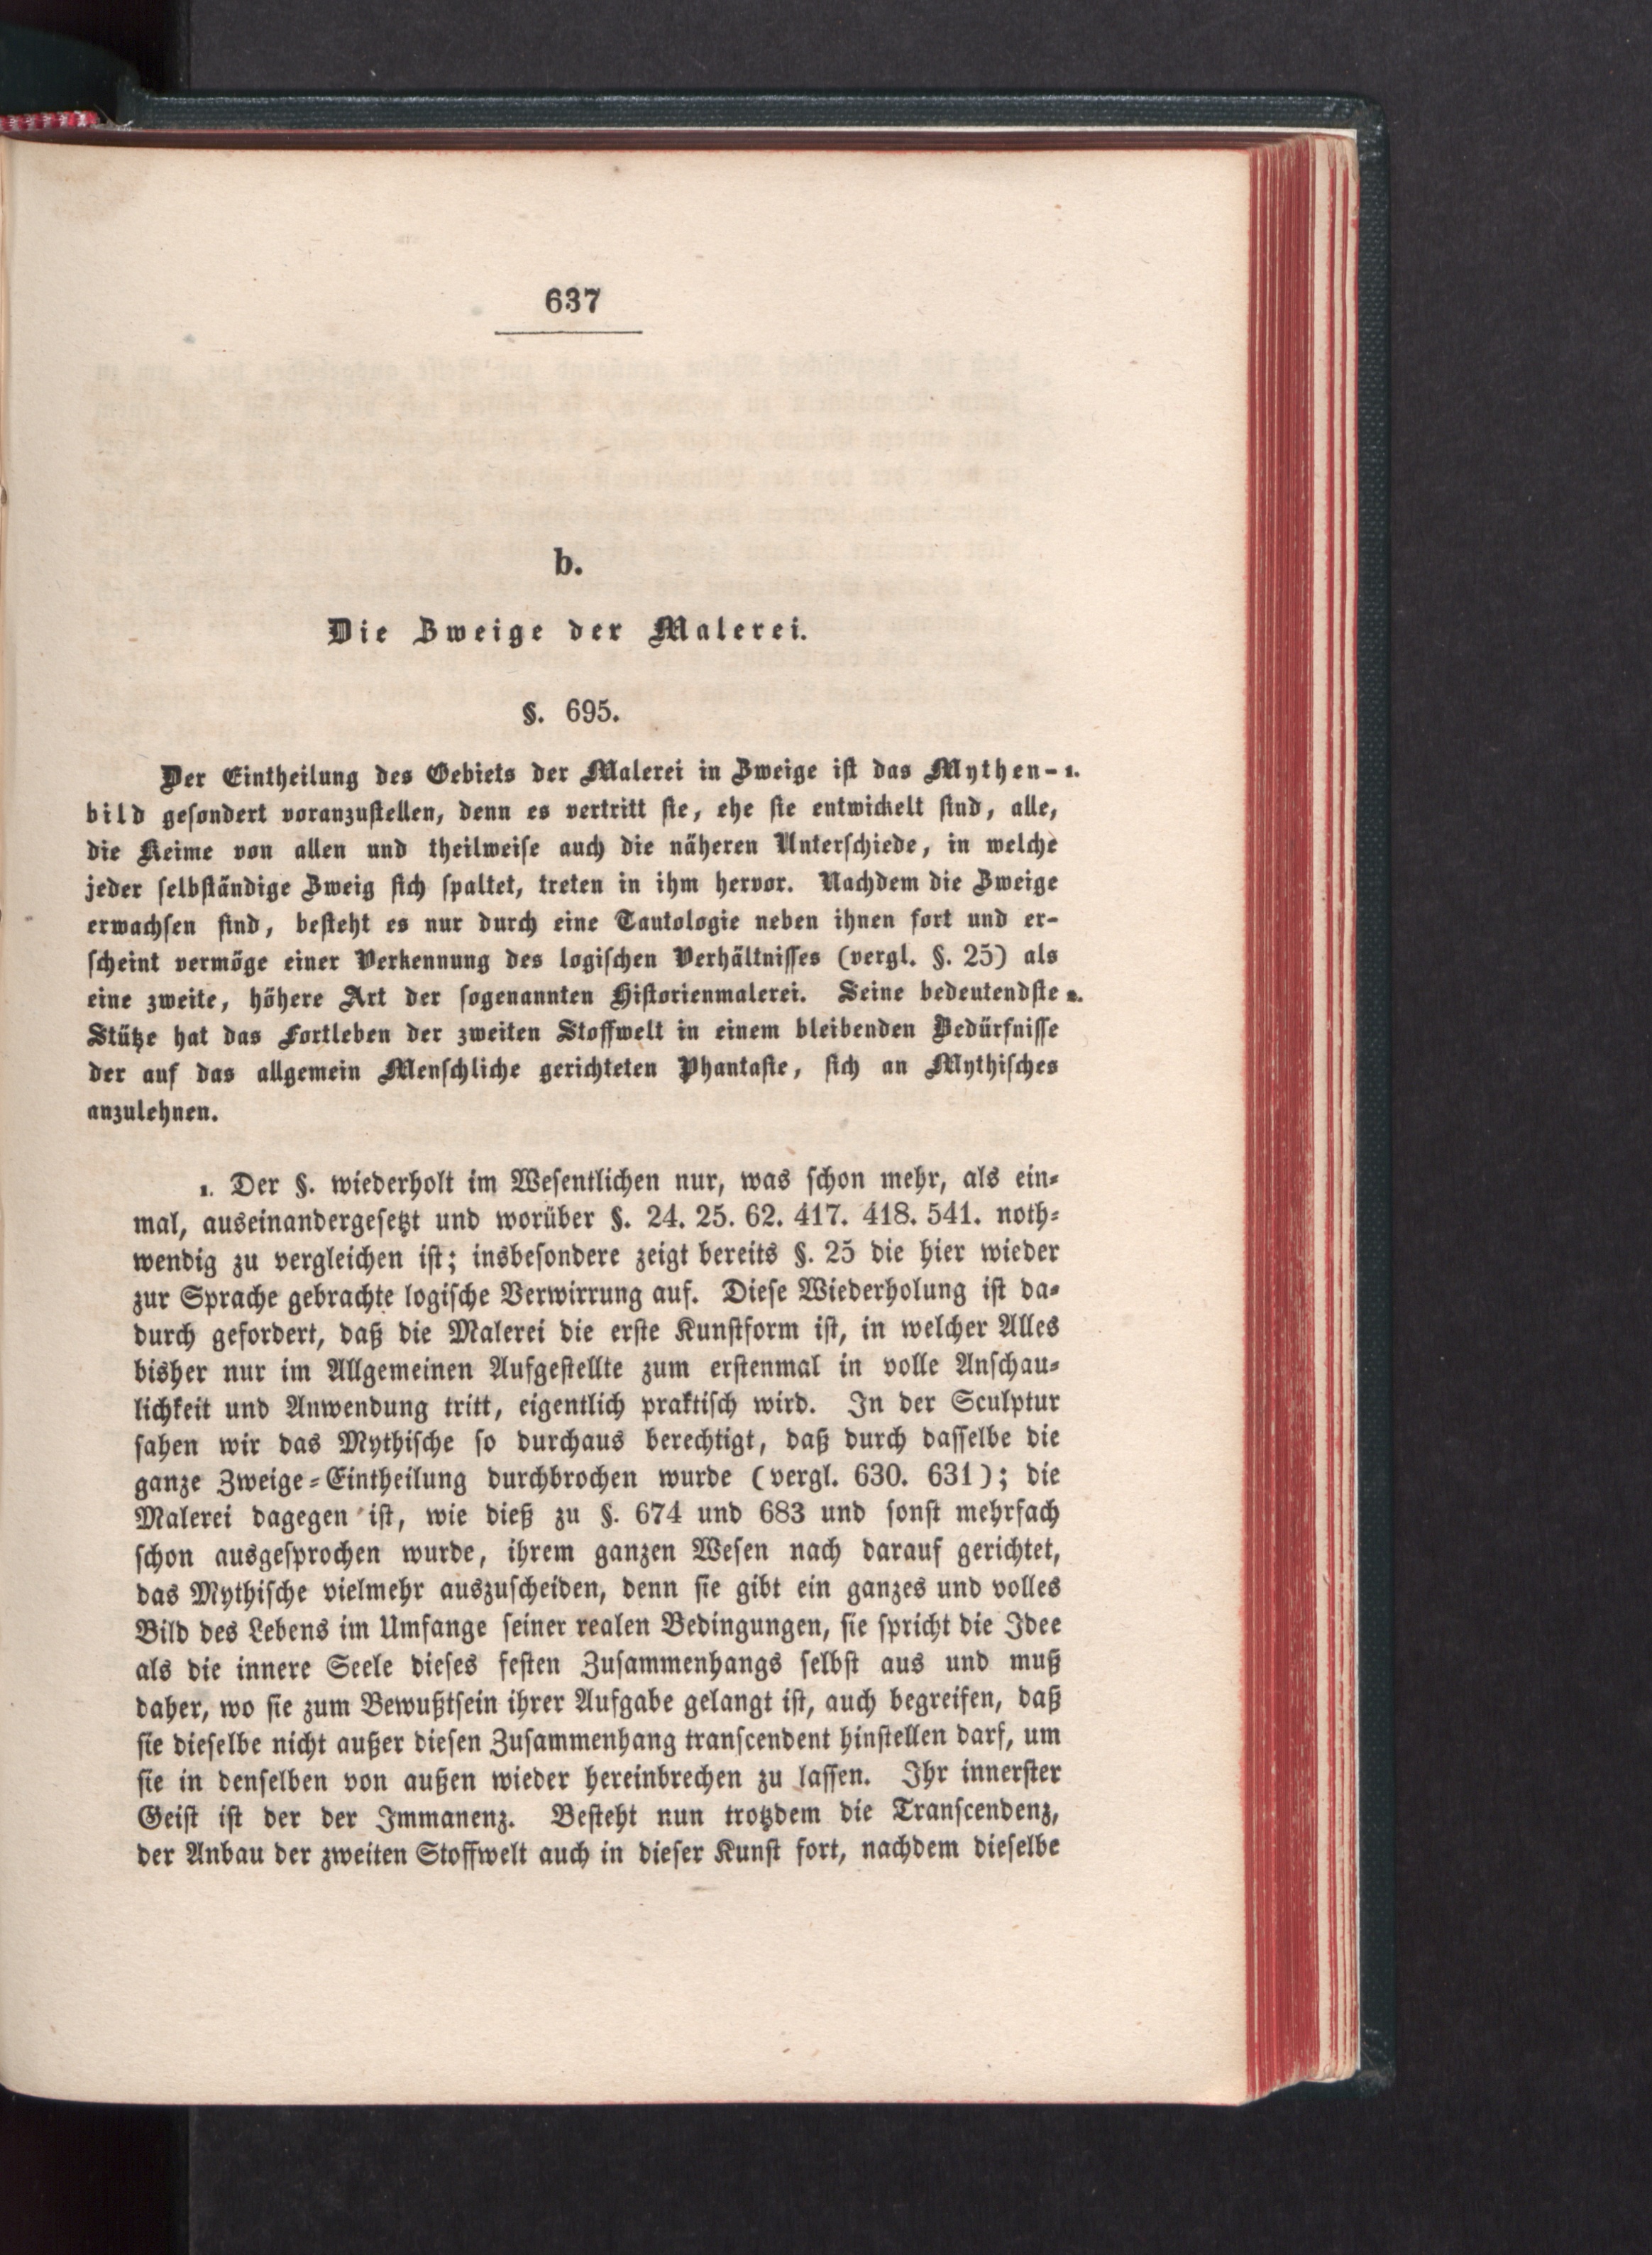 637
b.
Die Zweige der Malerei.
§. 695.
Der Eintheilung des Gebiets der Malerei in Zweige ist das Mythen- 1.
bild gesondert voranzustellen, denn es vertritt sie, ehe sie entwickelt sind, alle,
die Keime von allen und theilweise auch die näheren Unterschiede, in welche
jeder selbständige Zweig sich spaltet, treten in ihm hervor. Nachdem die Zweige
erwachsen sind, besteht es nur durch eine Tautologie neben ihnen fort und er-
scheint vermöge einer Verkennung des logischen Verhältnisses (vergl. §. 25) als
eine zweite, höhere Art der sogenannten Historienmalerei. Seine bedeutendste 2.
Stütze hat das Fortleben der zweiten Stoffwelt in einem bleibenden Bedürfnisse
der auf das allgemein Menschliche gerichteten Phantasie, sich an Mythisches
anzulehnen.
1. Der §. wiederholt im Wesentlichen nur, was schon mehr, als ein-
mal, auseinandergesetzt und worüber §. 24. 25. 62. 417. 418. 541. noth-
wendig zu vergleichen ist; insbesondere zeigt bereits §. 25 die hier wieder
zur Sprache gebrachte logische Verwirrung auf. Diese Wiederholung ist da-
durch gefordert, daß die Malerei die erste Kunstform ist, in welcher Alles
bisher nur im Allgemeinen Aufgestellte zum erstenmal in volle Anschau-
lichkeit und Anwendung tritt, eigentlich praktisch wird. In der Sculptur
sahen wir das Mythische so durchaus berechtigt, daß durch dasselbe die
ganze Zweige-Eintheilung durchbrochen wurde (vergl. 630. 631); die
Malerei dagegen ist, wie dieß zu §. 674 und 683 und sonst mehrfach
schon ausgesprochen wurde, ihrem ganzen Wesen nach darauf gerichtet,
das Mythische vielmehr auszuscheiden, denn sie gibt ein ganzes und volles
Bild des Lebens im Umfange seiner realen Bedingungen, sie spricht die Idee
als die innere Seele dieses festen Zusammenhangs selbst aus und muß
daher, wo sie zum Bewußtsein ihrer Aufgabe gelangt ist, auch begreifen, daß
sie dieselbe nicht außer diesen Zusammenhang transcendent hinstellen darf, um
sie in denselben von außen wieder hereinbrechen zu lassen. Ihr innerster
Geist ist der der Immanenz. Besteht nun trotzdem die Transcendenz,
der Anbau der zweiten Stoffwelt auch in dieser Kunst fort, nachdem dieselbe